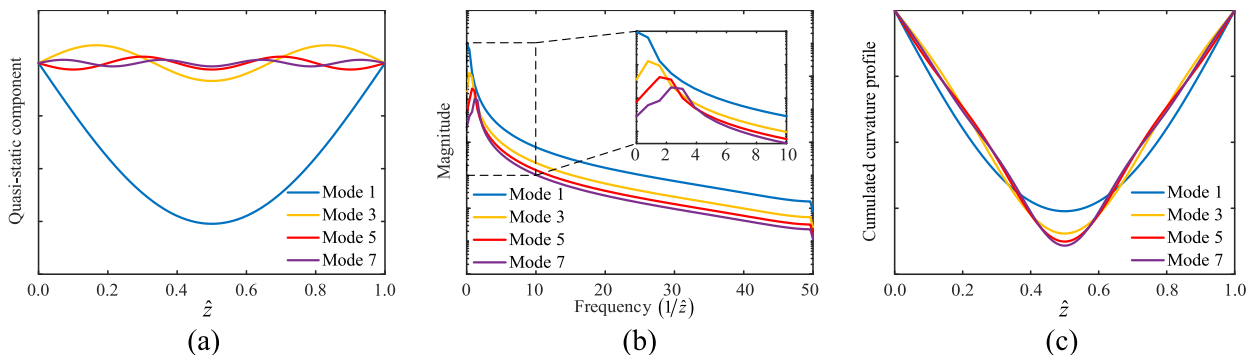 Quasi-static component
Mode 1
Mode 3
Mode 5
Mode 7
0.0 0.2 0.4 0.6 0.8 1.0
ẑ
(a)
Magnitude
0 2 4 6 8 10
Mode 1
Mode 3
Mode 5
Mode 7
0 10 20 30 40 50
Frequency (1/ẑ)
(b)
Cumulated curvature profile
Mode 1
Mode 3
Mode 5
Mode 7
0.0 0.2 0.4 0.6 0.8 1.0
ẑ
(c)